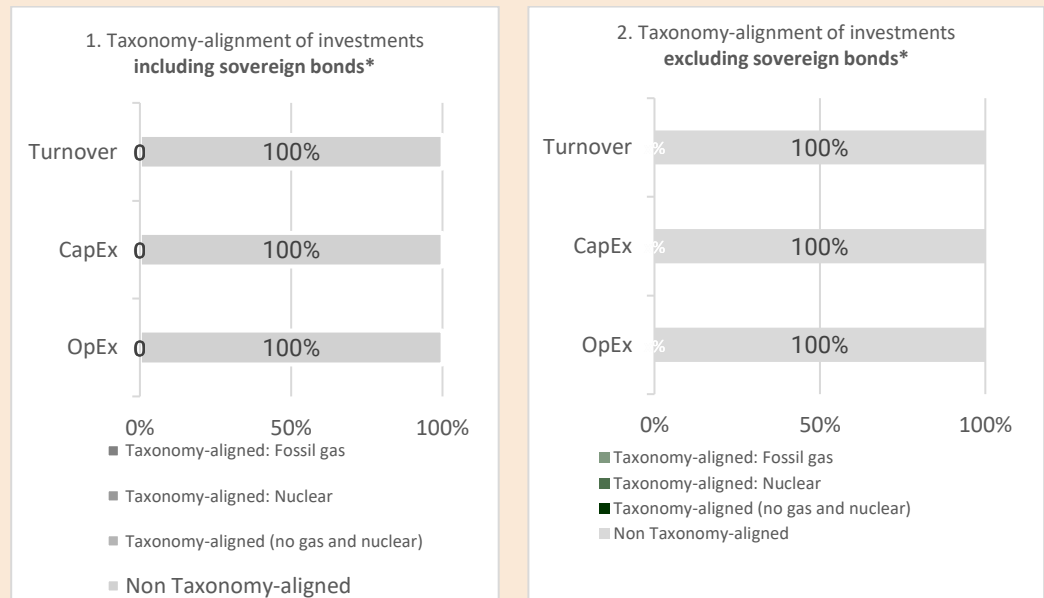 1. Taxonomy-alignment of investments
including sovereign bonds*
Turnover 0 100%
CapEx 0 100%
OpEx 0 100%
0% 50% 100%
Taxonomy-aligned: Fossil gas
Taxonomy-aligned: Nuclear
Taxonomy-aligned (no gas and nuclear)
Non Taxonomy-aligned
2. Taxonomy-alignment of investments
excluding sovereign bonds*
Turnover % 100%
CapEx % 100%
OpEx % 100%
0% 50% 100%
Taxonomy-aligned: Fossil gas
Taxonomy-aligned: Nuclear
Taxonomy-aligned (no gas and nuclear)
Non Taxonomy-aligned